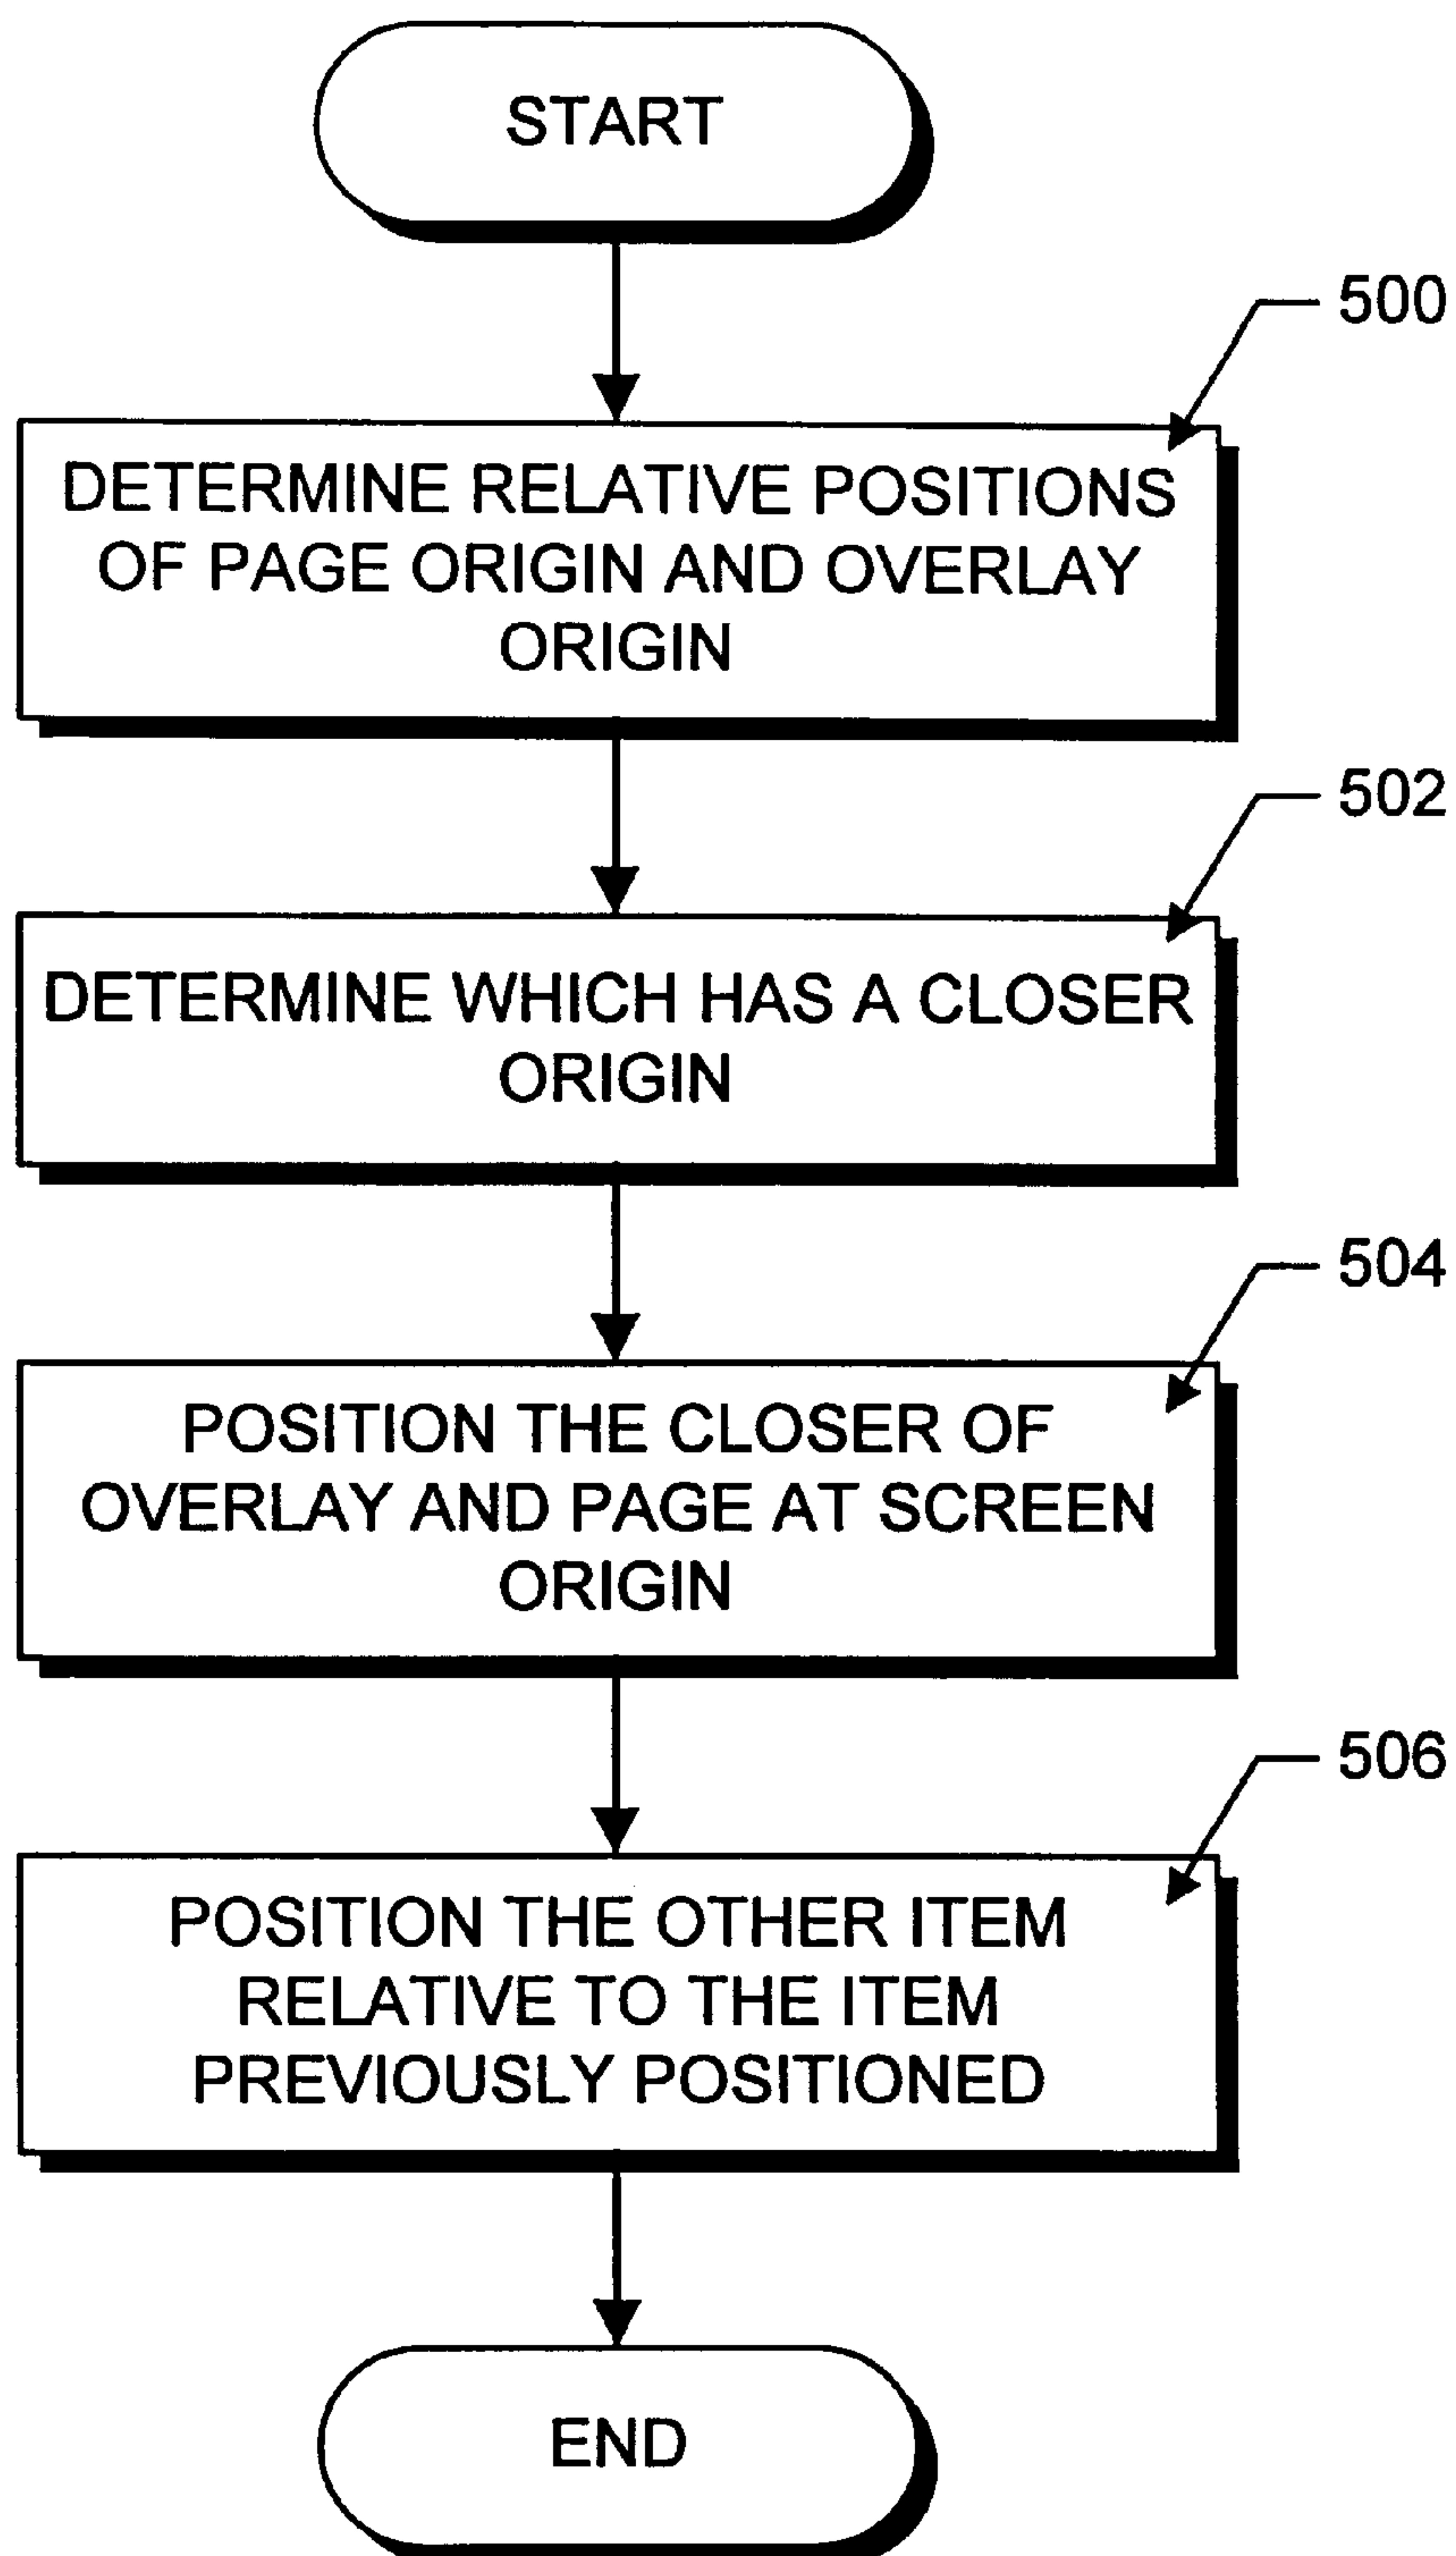 START
500
DETERMINE RELATIVE POSITIONS
OF PAGE ORIGIN AND OVERLAY
ORIGIN
502
DETERMINE WHICH HAS A CLOSER
ORIGIN
504
POSITION THE CLOSER OF
OVERLAY AND PAGE AT SCREEN
ORIGIN
506
POSITION THE OTHER ITEM
RELATIVE TO THE ITEM
PREVIOUSLY POSITIONED
END